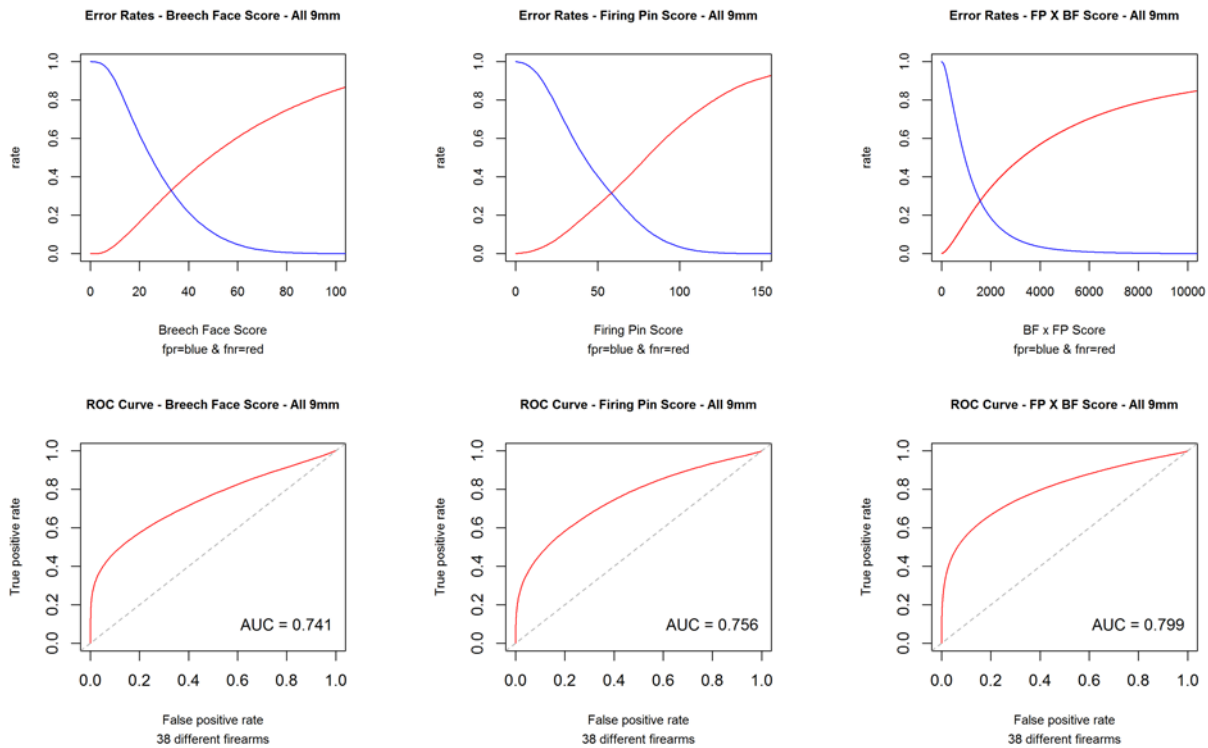 Error Rates - Breech Face Score - All 9mm
rate
0.0 0.2 0.4 0.6 0.8 1.0
0 20 40 60 80 100
Breech Face Score
fpr=blue & fnr=red
Error Rates - Firing Pin Score - All 9mm
rate
0.0 0.2 0.4 0.6 0.8 1.0
0 50 100 150
Firing Pin Score
fpr=blue & fnr=red
Error Rates - FP X BF Score - All 9mm
rate
0.0 0.2 0.4 0.6 0.8 1.0
0 2000 4000 6000 8000 10000
BF x FP Score
fpr=blue & fnr=red
ROC Curve - Breech Face Score - All 9mm
True positive rate
0.0 0.2 0.4 0.6 0.8 1.0
AUC = 0.741
0.0 0.2 0.4 0.6 0.8 1.0
False positive rate
38 different firearms
ROC Curve - Firing Pin Score - All 9mm
True positive rate
0.0 0.2 0.4 0.6 0.8 1.0
AUC = 0.756
0.0 0.2 0.4 0.6 0.8 1.0
False positive rate
38 different firearms
ROC Curve - FP X BF Score - All 9mm
True positive rate
0.0 0.2 0.4 0.6 0.8 1.0
AUC = 0.799
0.0 0.2 0.4 0.6 0.8 1.0
False positive rate
38 different firearms